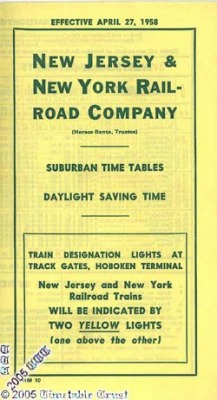 EFFECTIVE APRIL 27, 1958
NEW JERSEY &
NEW YORK RAIL-
ROAD COMPANY
(Horace Banta, Trustee)
SUBURBAN TIME TABLES
DAYLIGHT SAVING TIME
TRAIN DESIGNATION LIGHTS AT
TRACK GATES, HOBOKEN TERMINAL
New Jersey and New York
Railroad Trains
WILL BE INDICATED BY
TWO YELLOW LIGHTS
(one above the other)
10
© 2005
© 2005 Timetable Trust